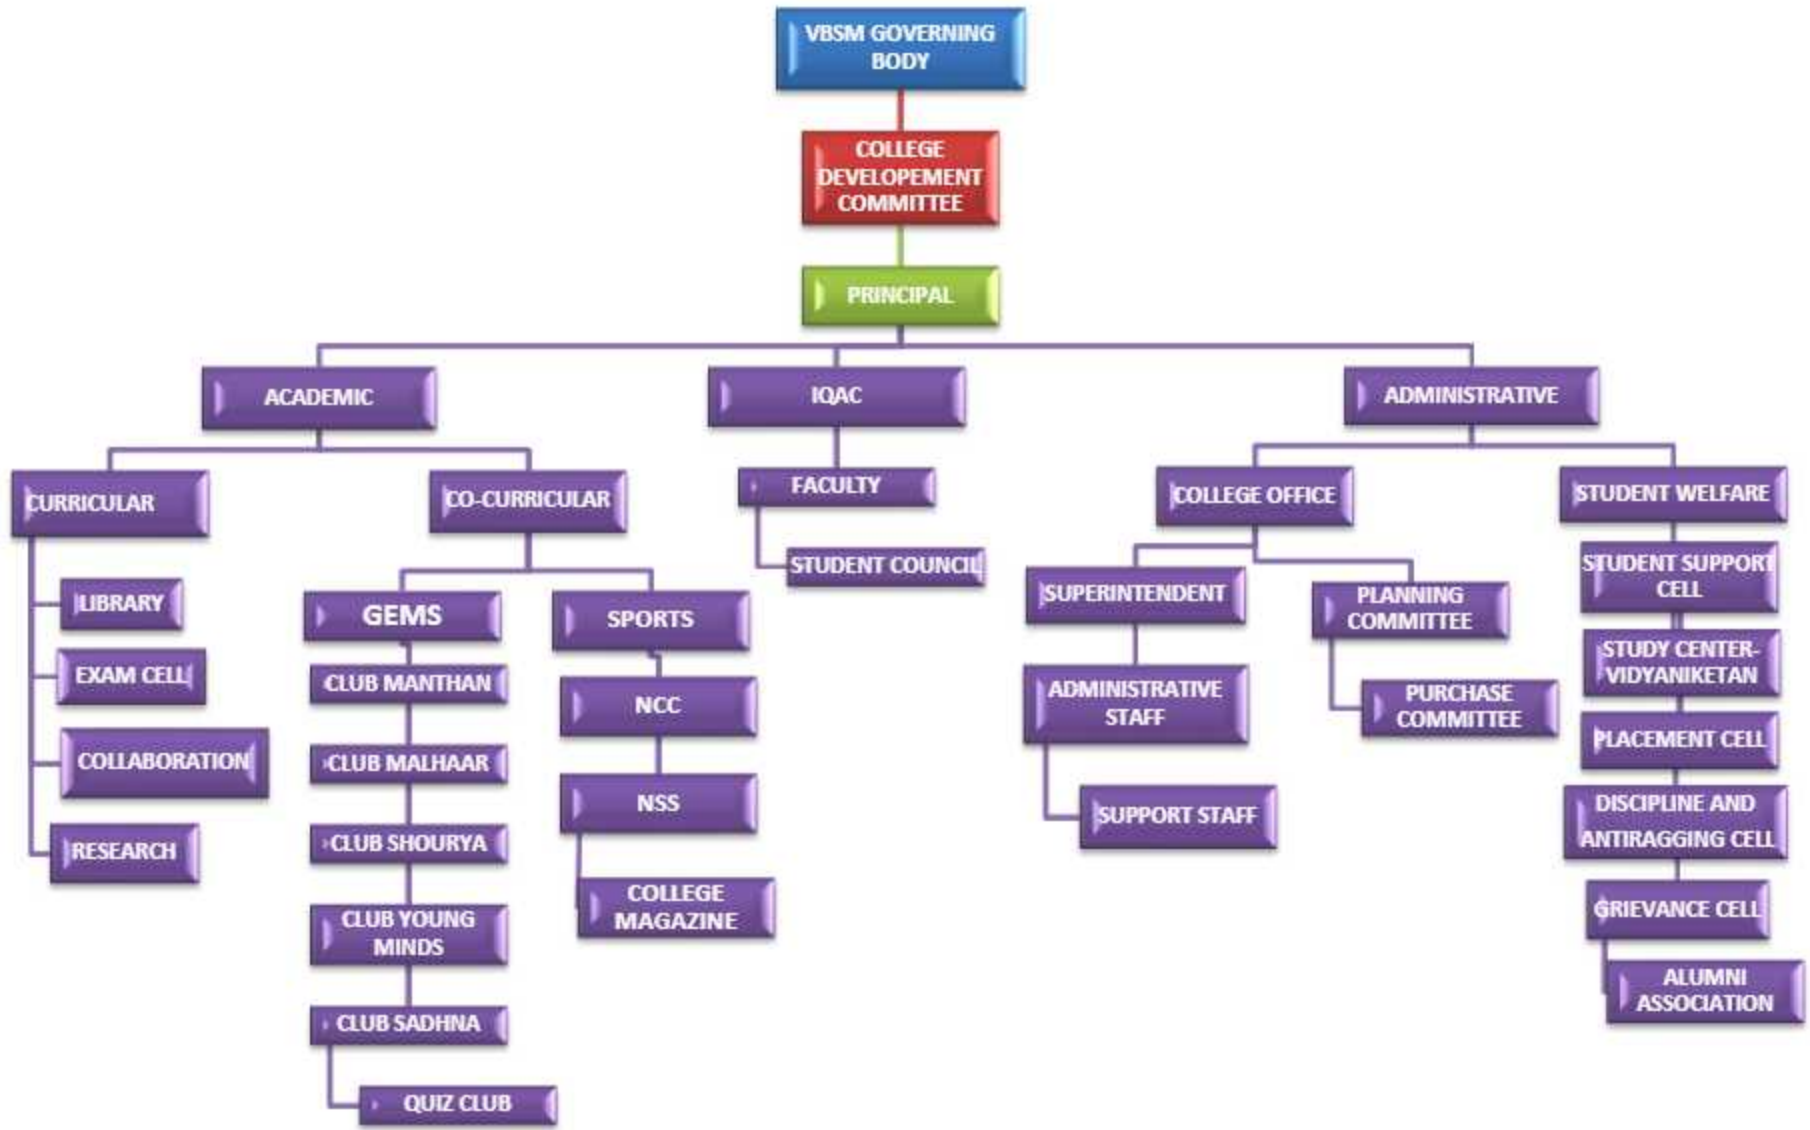 VBSM GOVERNING
BODY
COLLEGE
DEVELOPEMENT
COMMITTEE
PRINCIPAL
ACADEMIC
IQAC
ADMINISTRATIVE
CURRICULAR
CO-CURRICULAR
FACULTY
COLLEGE OFFICE
STUDENT WELFARE
LIBRARY
EXAM CELL
COLLABORATION
RESEARCH
GEMS
CLUB MANTHAN
CLUB MALHAAR
CLUB SHOURYA
CLUB YOUNG
MINDS
CLUB SADHNA
QUIZ CLUB
SPORTS
NCC
NSS
COLLEGE
MAGAZINE
STUDENT COUNCIL
SUPERINTENDENT
ADMINISTRATIVE
STAFF
SUPPORT STAFF
PLANNING
COMMITTEE
PURCHASE
COMMITTEE
STUDENT SUPPORT
CELL
STUDY CENTER-
VIDYANIKETAN
PLACEMENT CELL
DISCIPLINE AND
ANTIRAGGING CELL
GRIEVANCE CELL
ALUMNI
ASSOCIATION